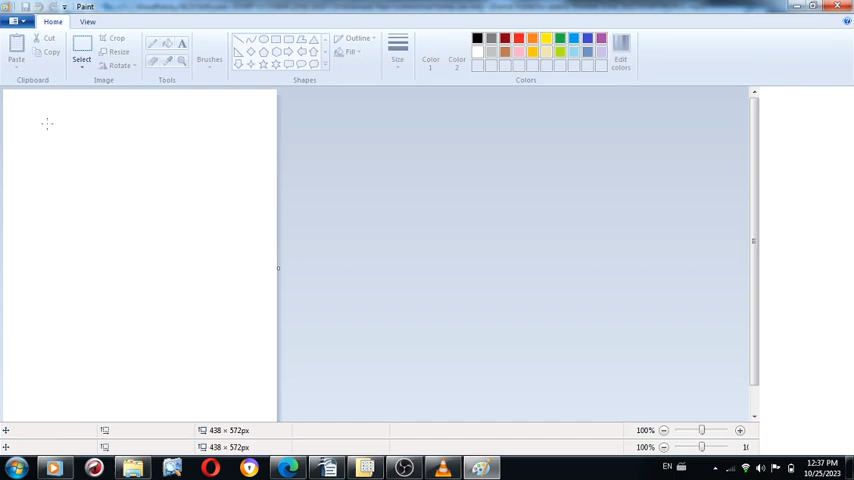 Paint
Home View
Paste Cut Copy Clipboard
Select Crop Resize Rotate Image
Tools
Brushes
Outline Fill Shapes
Size
Color 1
Color 2
Edit colors
Colors
438 × 572px 100%
438 × 572px 10
EN 12:37 PM
10/25/2023